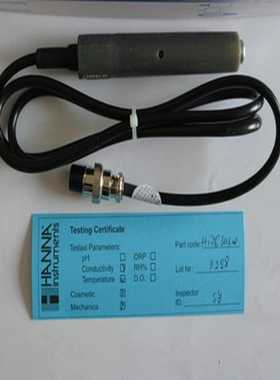 HANNA
instruments
Testing Certificate
Tested Parameters:
pH
ORP
Conductivity
RH%
Temperature
D.O.
Cosmetic
Mechanics
Part code:
Lot Nr:
Inspector
ID: